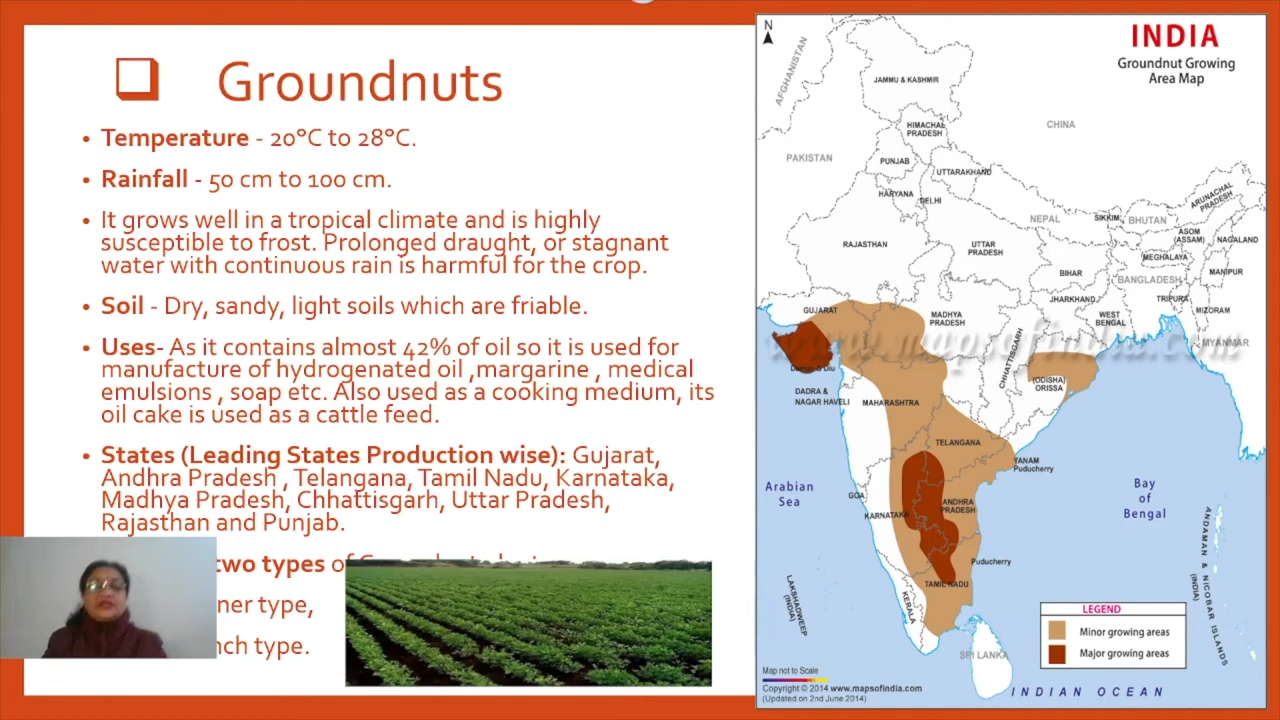 Groundnuts
• Temperature - 20°C to 28°C.
• Rainfall - 50 cm to 100 cm.
• It grows well in a tropical climate and is highly
susceptible to frost. Prolonged draught, or stagnant
water with continuous rain is harmful for the crop.
• Soil - Dry, sandy, light soils which are friable.
• Uses- As it contains almost 42% of oil so it is used for
manufacture of hydrogenated oil ,margarine , medical
emulsions , soap etc. Also used as a cooking medium, its
oil cake is used as a cattle feed.
• States (Leading States Production wise): Gujarat,
Andhra Pradesh , Telangana, Tamil Nadu, Karnataka,
Madhya Pradesh, Chhattisgarh, Uttar Pradesh,
Rajasthan and Punjab.
two types of
type,
type.
N
INDIA
Groundnut Growing
Area Map
AFGHANISTAN
JAMMU & KASHMIR
CHINA
HIMACHAL
PRADESH
PAKISTAN
PUNJAB
UTTARAKHAND
HARYANA
DELHI
ARUNACHAL
PRADESH
NEPAL
SIKKIM
BHUTAN
RAJASTHAN
UTTAR
PRADESH
ASOM
(ASSAM)
NAGALAND
MEGHALAYA
BIHAR
MANIPUR
BANGLADESH
JHARKHAND
TRIPURA
MIZORAM
GUJARAT
MADHYA
PRADESH
WEST
BENGAL
MYANMAR
www.mapsofindia.com
CHHATTISGARH
Daman & Diu
(ODISHA)
ORISSA
DADRA &
NAGAR HAVELI
MAHARASHTRA
TELANGANA
YANAM
Puducherry
Arabian
Sea
Bay
of
Bengal
GOA
KARNATAKA
ANDHRA
PRADESH
ANDAMAN & NICOBAR ISLANDS
(INDIA)
Puducherry
TAMIL NADU
LAKSHADWEEP
(INDIA)
KERALA
LEGEND
Minor growing areas
Major growing areas
SRI LANKA
Map not to Scale
Copyright © 2014 www.mapsofindia.com
(Updated on 2nd June 2014)
INDIAN OCEAN